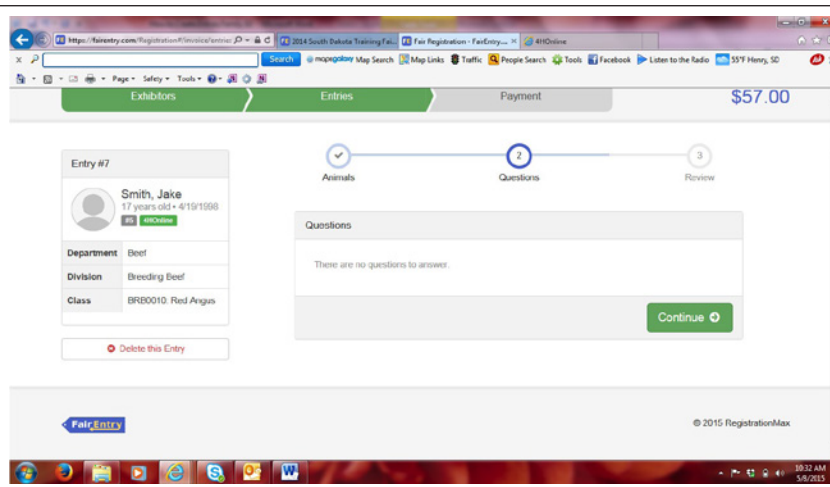 https://fairentry.com/Registration#/invoice/entries
2014 South Dakota Training Fai...
Fair Registration - FairEntry....
4HOnline
Search
mapsgalaxy
Map Search
Map Links
Traffic
People Search
Tools
Facebook
Listen to the Radio
55°F Henry, SD
Page
Safety
Tools
Exhibitors
Entries
Payment
$57.00
Entry #7
Smith, Jake
17 years old • 4/19/1998
#5 4HOnline
Department Beef
Division Breeding Beef
Class BRB0010: Red Angus
Delete this Entry
2
3
Animals
Questions
Review
Questions
There are no questions to answer.
Continue
FairEntry
© 2015 RegistrationMax
10:32 AM
5/8/2015